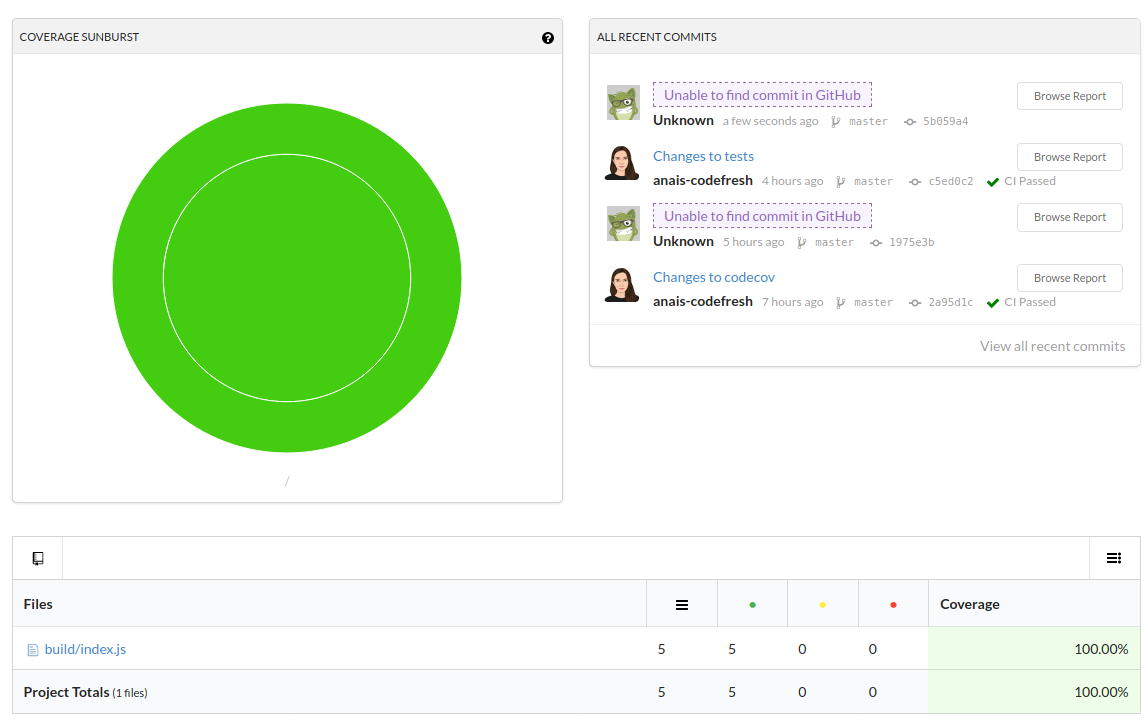 COVERAGE SUNBURST
/
ALL RECENT COMMITS
Unable to find commit in GitHub
Browse Report
Unknown a few seconds ago master 5b059a4
Changes to tests
Browse Report
anais-codefresh 4 hours ago master c5ed0c2 CI Passed
Unable to find commit in GitHub
Browse Report
Unknown 5 hours ago master 1975e3b
Changes to codecov
Browse Report
anais-codefresh 7 hours ago master 2a95d1c CI Passed
View all recent commits
Files Coverage
build/index.js 5 5 0 0 100.00%
Project Totals (1 files) 5 5 0 0 100.00%